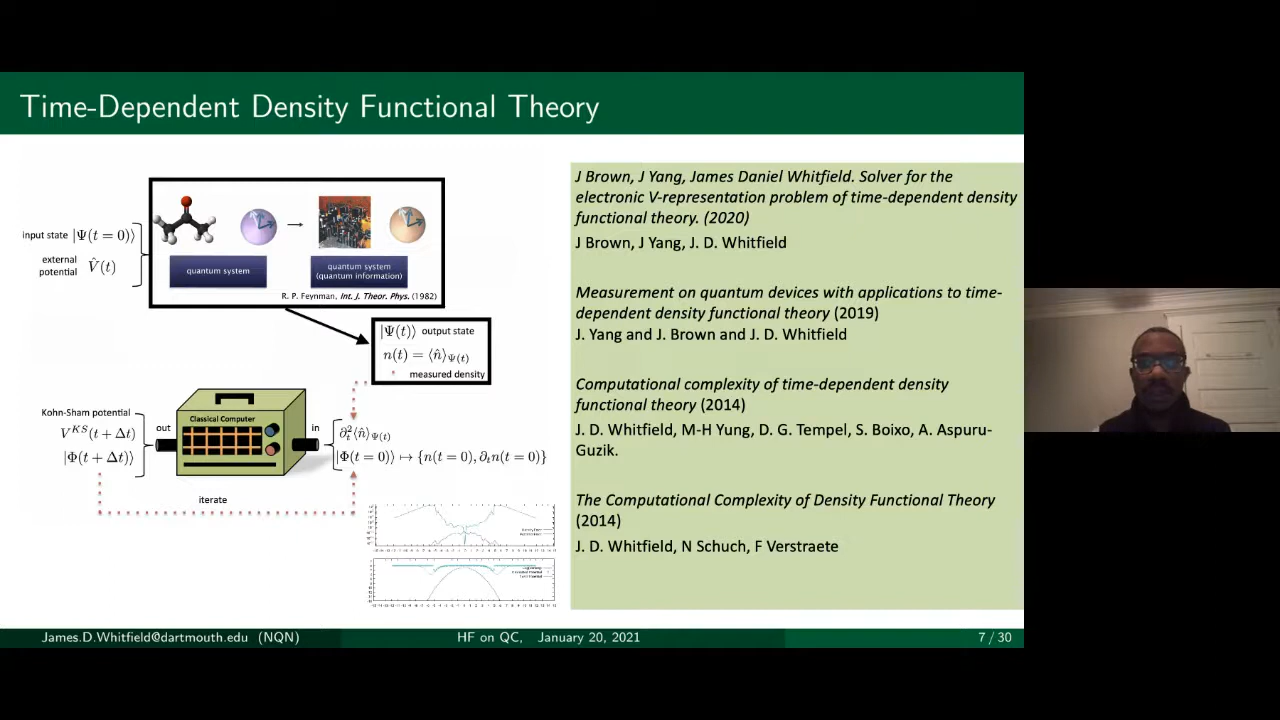 Time-Dependent Density Functional Theory
input state |Ψ(t=0)⟩
external
potential V̂(t)
quantum system
quantum system
(quantum information)
R. P. Feynman, Int. J. Theor. Phys. (1982)
|Ψ(t)⟩ output state
n(t) = ⟨n̂⟩Ψ(t)
measured density
Kohn-Sham potential
V^KS(t + Δt)
|Φ(t + Δt)⟩
out
Classical Computer
in
∂²ₜ⟨n̂⟩Ψ(t)
|Φ(t=0)⟩ ↦ {n(t=0), ∂ₜn(t=0)}
iterate
J Brown, J Yang, James Daniel Whitfield. Solver for the
electronic V-representation problem of time-dependent density
functional theory. (2020)
J Brown, J Yang, J. D. Whitfield
Measurement on quantum devices with applications to time-
dependent density functional theory (2019)
J. Yang and J. Brown and J. D. Whitfield
Computational complexity of time-dependent density
functional theory (2014)
J. D. Whitfield, M-H Yung, D. G. Tempel, S. Boixo, A. Aspuru-
Guzik.
The Computational Complexity of Density Functional Theory
(2014)
J. D. Whitfield, N Schuch, F Verstraete
James.D.Whitfield@dartmouth.edu (NQN)
HF on QC, January 20, 2021
7 / 30